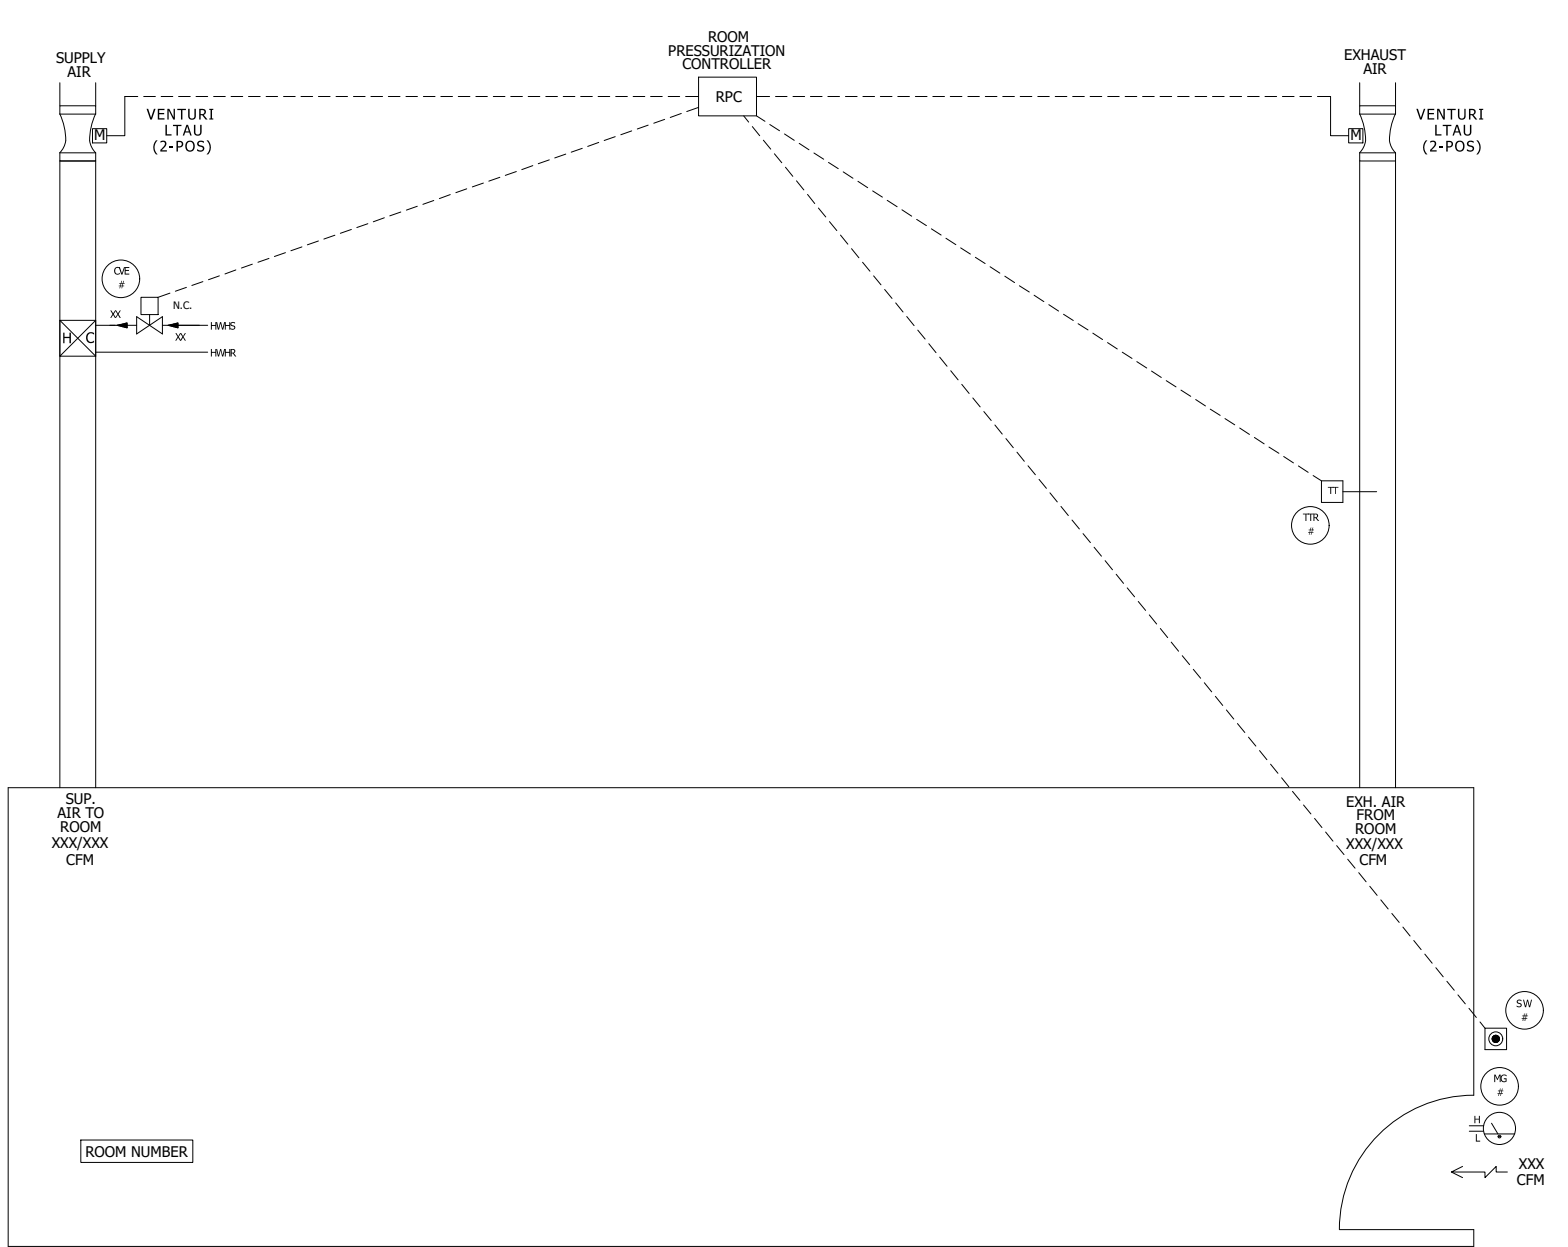 SUPPLY
AIR
ROOM
PRESSURIZATION
CONTROLLER
RPC
EXHAUST
AIR
M
VENTURI
LTAU
(2-POS)
M
VENTURI
LTAU
(2-POS)
CVE
#
N.C.
XX
HWHS
XX
H C
HWHR
TT
TTR
#
SUP.
AIR TO
ROOM
XXX/XXX
CFM
EXH. AIR
FROM
ROOM
XXX/XXX
CFM
SW
#
MG
#
H
L
ROOM NUMBER
XXX
CFM